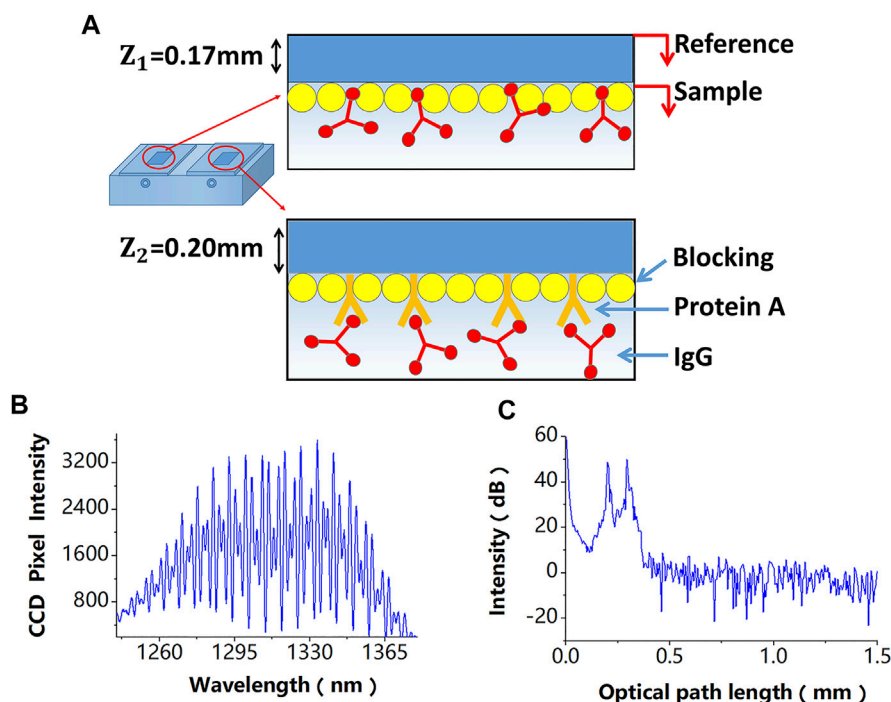 A
Z₁=0.17mm
Reference
Sample
Z₂=0.20mm
Blocking
Protein A
IgG
B
CCD Pixel Intensity
3200
2400
1600
800
1260
1295
1330
1365
Wavelength ( nm )
C
Intensity ( dB )
60
40
20
0
-20
0.0
0.5
1.0
1.5
Optical path length ( mm )